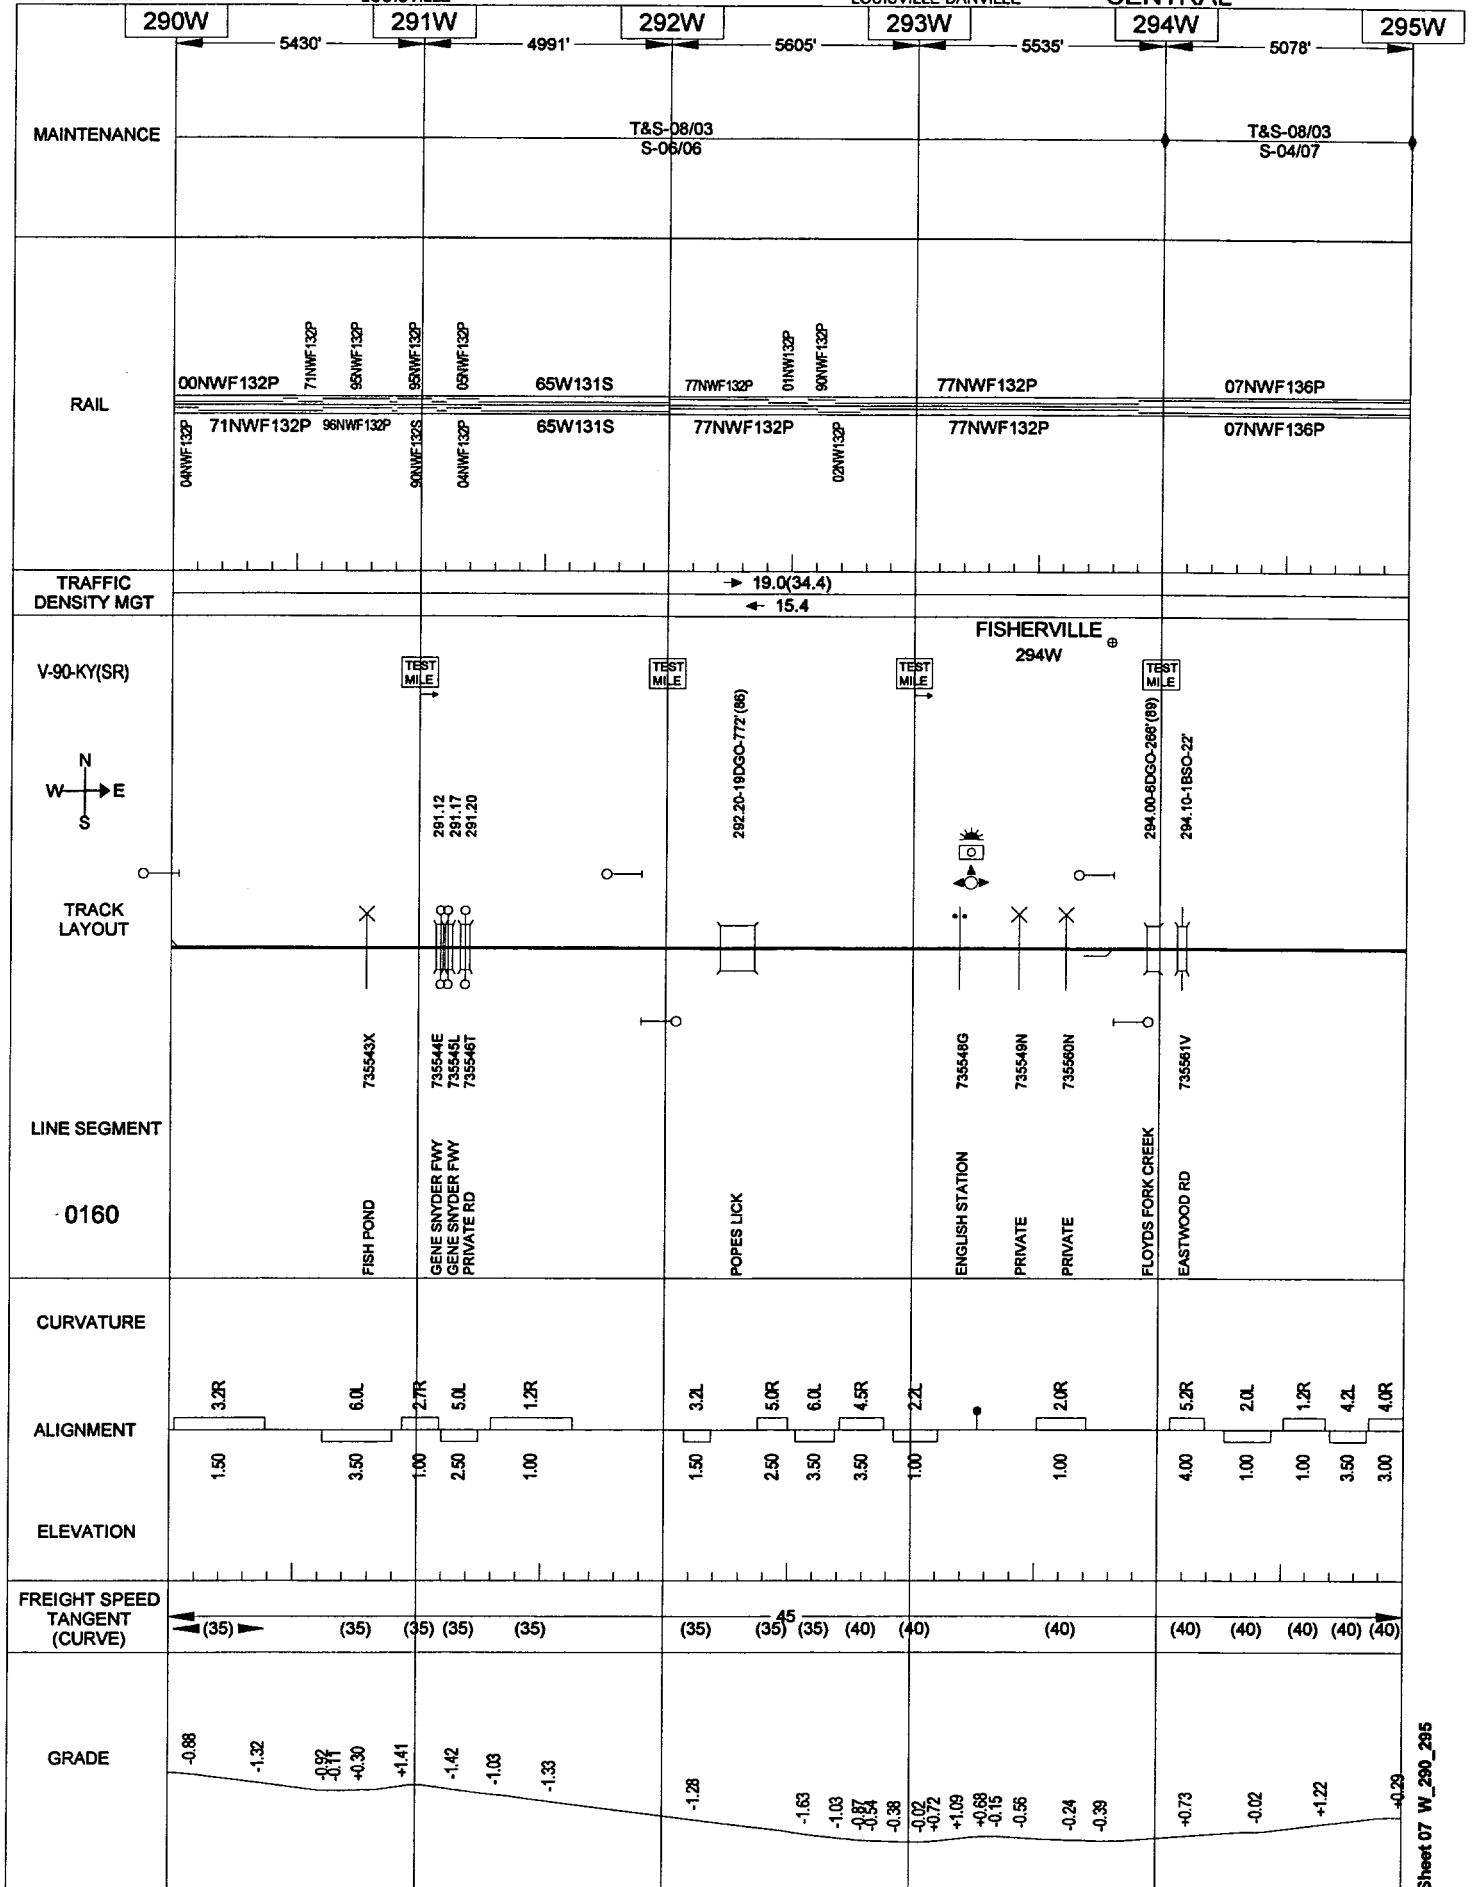 290W 291W 292W 293W 294W 295W
5430' 4991' 5605' 5535' 5078'
MAINTENANCE
T&S-08/03
S-06/06
T&S-08/03
S-04/07
RAIL
71NWF132P
95NWF132P
95NWF132P
05NWF132P
01NW132P
90NWF132P
00NWF132P 65W131S 77NWF132P 77NWF132P 07NWF136P
71NWF132P 96NWF132P 65W131S 77NWF132P 77NWF132P 07NWF136P
04NWF132P
90NWF132S
04NWF132P
02NW132P
TRAFFIC
DENSITY MGT
19.0(34.4)
15.4
FISHERVILLE
294W
V-90-KY(SR)
TEST
MILE
TEST
MILE
TEST
MILE
TEST
MILE
N
W E
S
291.12
291.17
291.20
292.20-19DGO-772'(86)
294.00-6DGO-266'(89)
294.10-1BSO-22'
TRACK
LAYOUT
735543X
735544E
735545L
735546T
735548G
735549N
735560N
735561V
LINE SEGMENT
0160
FISH POND
GENE SNYDER FWY
GENE SNYDER FWY
PRIVATE RD
POPES LICK
ENGLISH STATION
PRIVATE
PRIVATE
FLOYDS FORK CREEK
EASTWOOD RD
CURVATURE
3.2R 6.0L 2.7R 5.0L 1.2R 3.2L 5.0R 6.0L 4.5R 2.2L 2.0R 5.2R 2.0L 1.2R 4.2L 4.0R
ALIGNMENT
1.50 3.50 1.00 2.50 1.00 1.50 2.50 3.50 3.50 1.00 1.00 4.00 1.00 1.00 3.50 3.00
ELEVATION
FREIGHT SPEED
TANGENT
(CURVE)
45
(35) (35) (35) (35) (35) (35) (35) (35) (40) (40) (40) (40) (40) (40) (40) (40)
GRADE
-0.88 -1.32 -0.92 -0.11 +0.30 +1.41 -1.42 -1.03 -1.33 -1.28 -1.63 -1.03 -0.87 -0.54 -0.38 -0.02 +0.72 +1.09 +0.68 -0.15 -0.56 -0.24 -0.39 +0.73 -0.02 +1.22 +0.29
Sheet 07 W_290_295